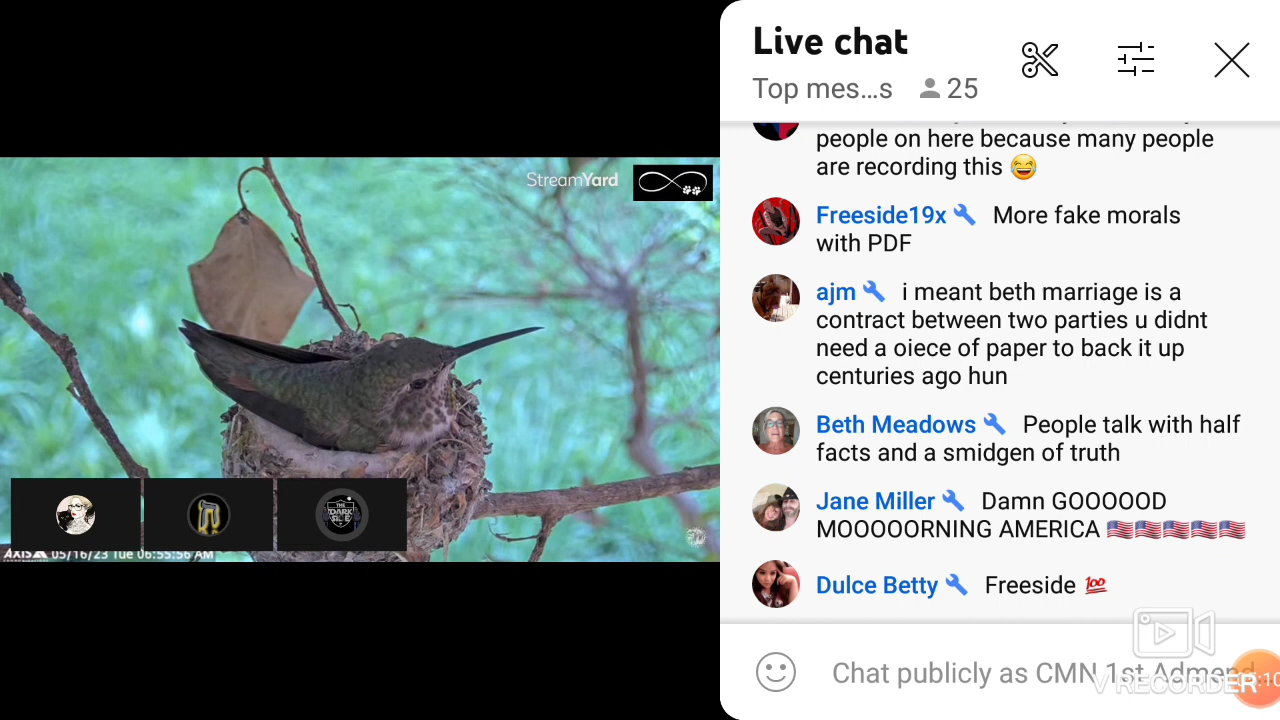 Live chat
Top mes...s 25
people on here because many people
are recording this 😂
Freeside19x More fake morals
with PDF
ajm i meant beth marriage is a
contract between two parties u didnt
need a oiece of paper to back it up
centuries ago hun
Beth Meadows People talk with half
facts and a smidgen of truth
Jane Miller Damn GOOOOOD
MOOOOORNING AMERICA 🇺🇸🇺🇸🇺🇸🇺🇸🇺🇸
Dulce Betty Freeside 💯
Chat publicly as CMN 1st Admend...
V RECORDER
:10
StreamYard
THE
DARK
AXIS 05/16/23 Tue 06:55:56 AM